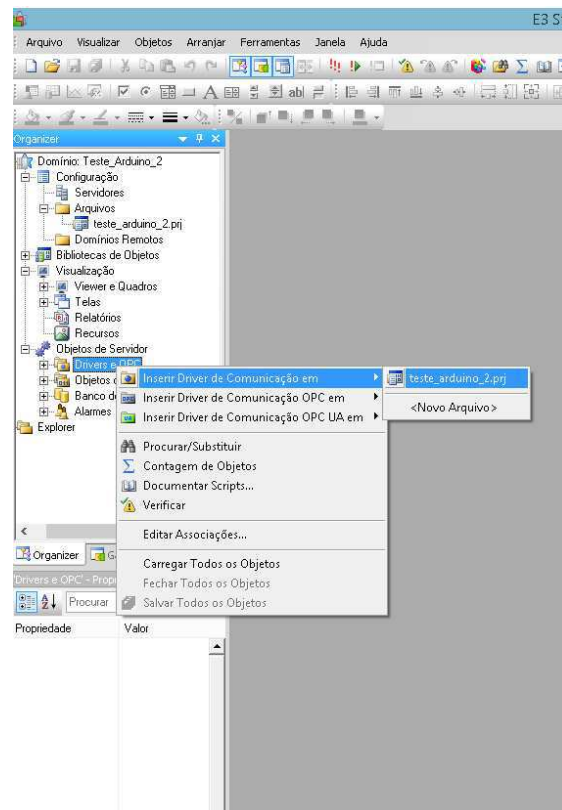 E3 S
Arquivo Visualizar Objetos Arranjar Ferramentas Janela Ajuda
Organizer
Domínio: Teste_Arduino_2
Configuração
Servidores
Arquivos
teste_arduino_2.prj
Domínios Remotos
Bibliotecas de Objetos
Visualização
Viewer e Quadros
Telas
Relatórios
Recursos
Objetos de Servidor
Drivers e OPC
Inserir Driver de Comunicação em
teste_arduino_2.prj
Objetos
Inserir Driver de Comunicação OPC em
<Novo Arquivo>
Banco d
Inserir Driver de Comunicação OPC UA em
Alarmes
Explorer
Procurar/Substituir
Contagem de Objetos
Documentar Scripts...
Verificar
Editar Associações...
Organizer G
Carregar Todos os Objetos
'Drivers e OPC' - Prop
Fechar Todos os Objetos
Procurar
Salvar Todos os Objetos
Propriedade Valor